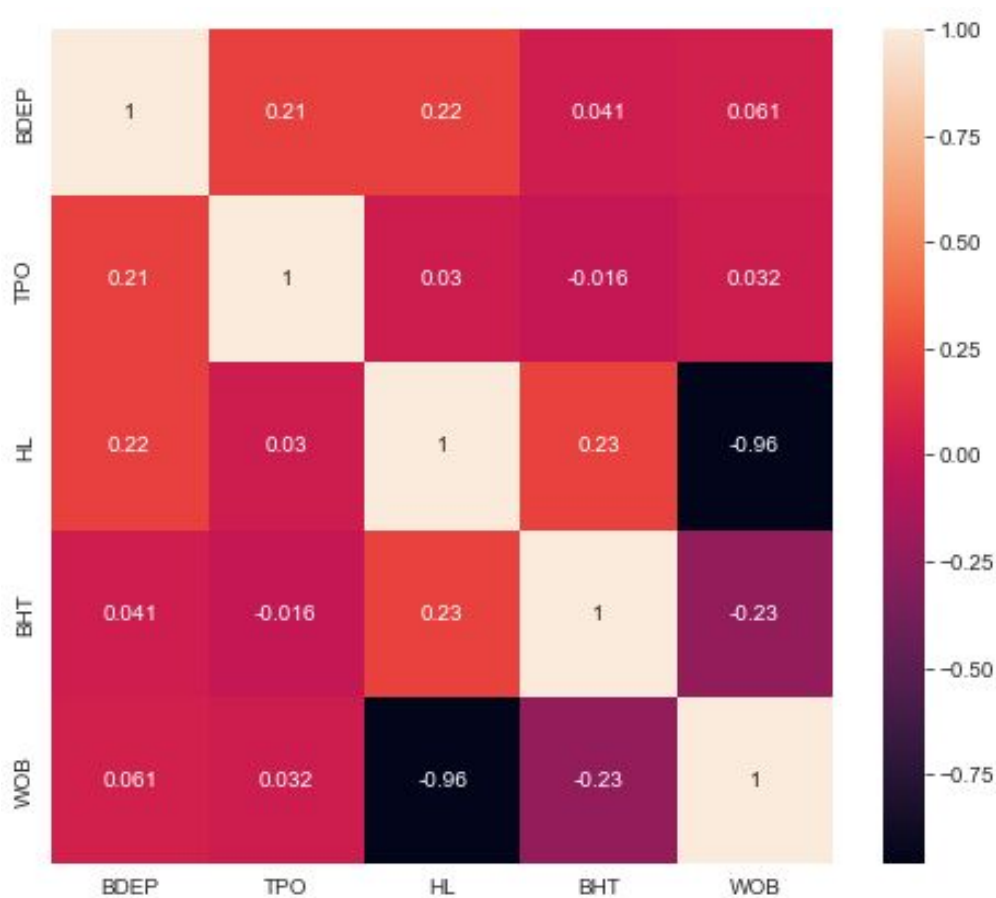 BDEP 1 0.21 0.22 0.041 0.061
TPO 0.21 1 0.03 -0.016 0.032
HL 0.22 0.03 1 0.23 -0.96
BHT 0.041 -0.016 0.23 1 -0.23
WOB 0.061 0.032 -0.96 -0.23 1
BDEP TPO HL BHT WOB
1.00
0.75
0.50
0.25
0.00
-0.25
-0.50
-0.75